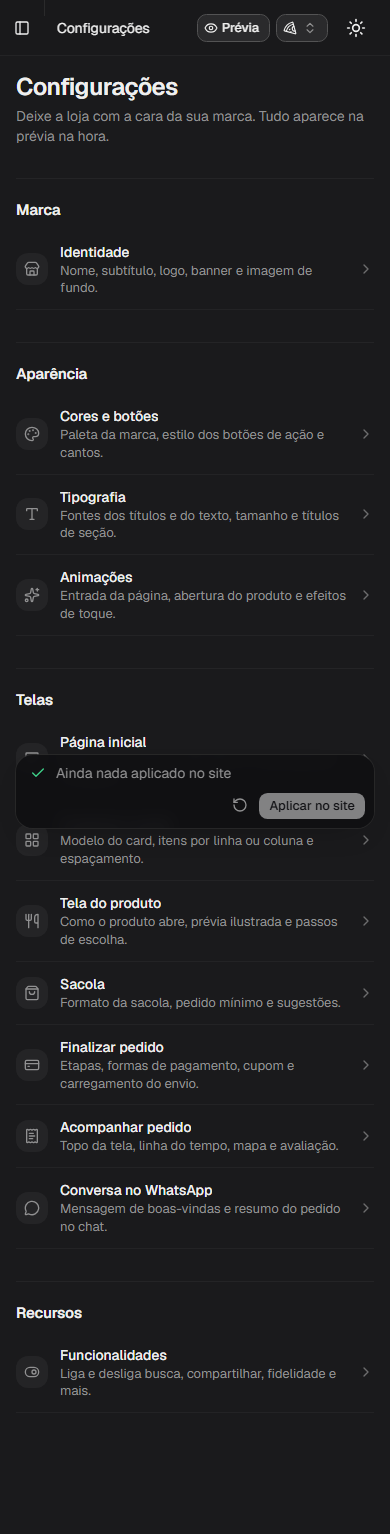 Configurações
Prévia
Configurações
Deixe a loja com a cara da sua marca. Tudo aparece na
prévia na hora.
Marca
Identidade
Nome, subtítulo, logo, banner e imagem de
fundo.
Aparência
Cores e botões
Paleta da marca, estilo dos botões de ação e
cantos.
Tipografia
Fontes dos títulos e do texto, tamanho e títulos
de seção.
Animações
Entrada da página, abertura do produto e efeitos
de toque.
Telas
Página inicial
Ainda nada aplicado no site
Aplicar no site
Modelo do card, itens por linha ou coluna e
espaçamento.
Tela do produto
Como o produto abre, prévia ilustrada e passos
de escolha.
Sacola
Formato da sacola, pedido mínimo e sugestões.
Finalizar pedido
Etapas, formas de pagamento, cupom e
carregamento do envio.
Acompanhar pedido
Topo da tela, linha do tempo, mapa e avaliação.
Conversa no WhatsApp
Mensagem de boas-vindas e resumo do pedido
no chat.
Recursos
Funcionalidades
Liga e desliga busca, compartilhar, fidelidade e
mais.